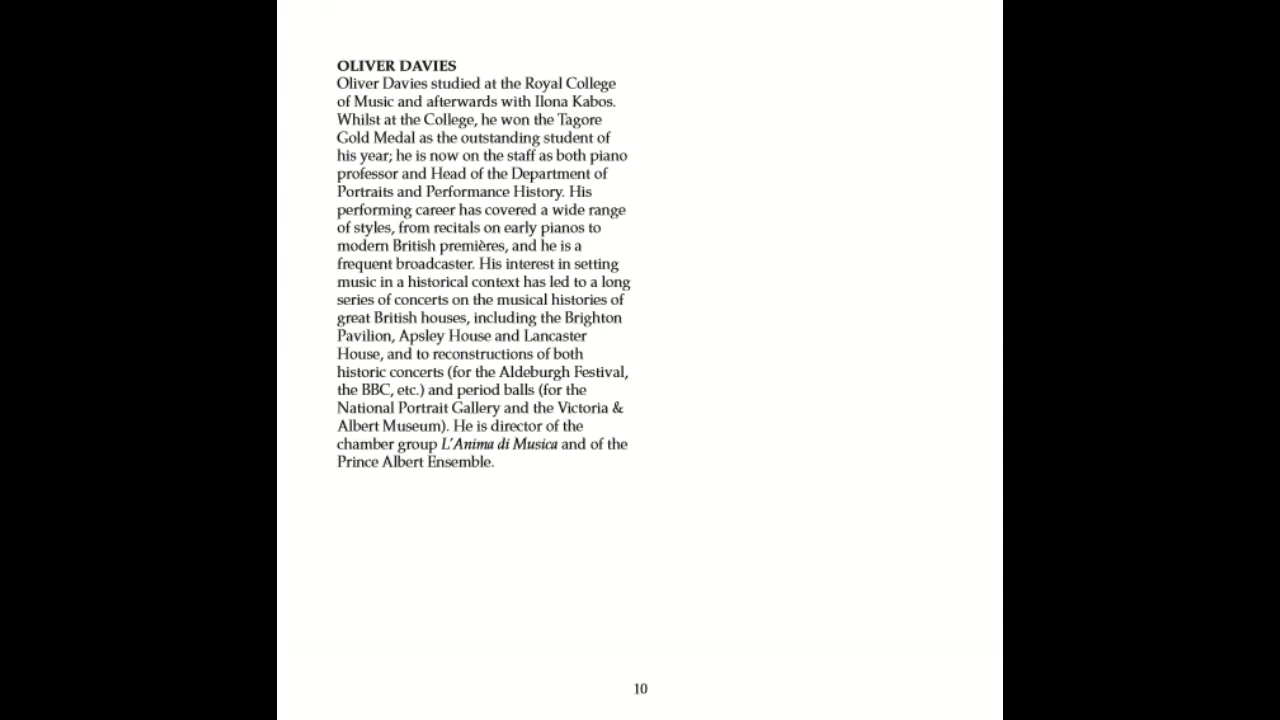 OLIVER DAVIES
Oliver Davies studied at the Royal College
of Music and afterwards with Ilona Kabos.
Whilst at the College, he won the Tagore
Gold Medal as the outstanding student of
his year; he is now on the staff as both piano
professor and Head of the Department of
Portraits and Performance History. His
performing career has covered a wide range
of styles, from recitals on early pianos to
modern British premières, and he is a
frequent broadcaster. His interest in setting
music in a historical context has led to a long
series of concerts on the musical histories of
great British houses, including the Brighton
Pavilion, Apsley House and Lancaster
House, and to reconstructions of both
historic concerts (for the Aldeburgh Festival,
the BBC, etc.) and period balls (for the
National Portrait Gallery and the Victoria &
Albert Museum). He is director of the
chamber group L'Anima di Musica and of the
Prince Albert Ensemble.
10